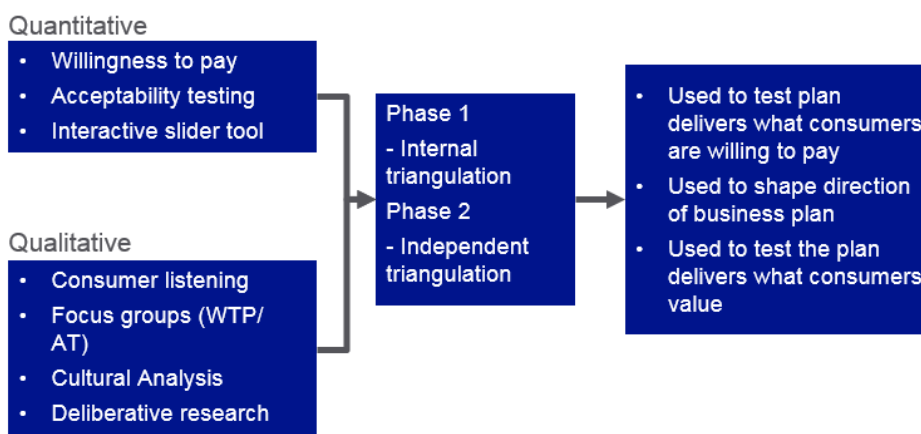 Quantitative
• Willingness to pay
• Acceptability testing
• Interactive slider tool
Qualitative
• Consumer listening
• Focus groups (WTP/
AT)
• Cultural Analysis
• Deliberative research
Phase 1
- Internal
triangulation
Phase 2
- Independent
triangulation
• Used to test plan
delivers what consumers
are willing to pay
• Used to shape direction
of business plan
• Used to test the plan
delivers what consumers
value